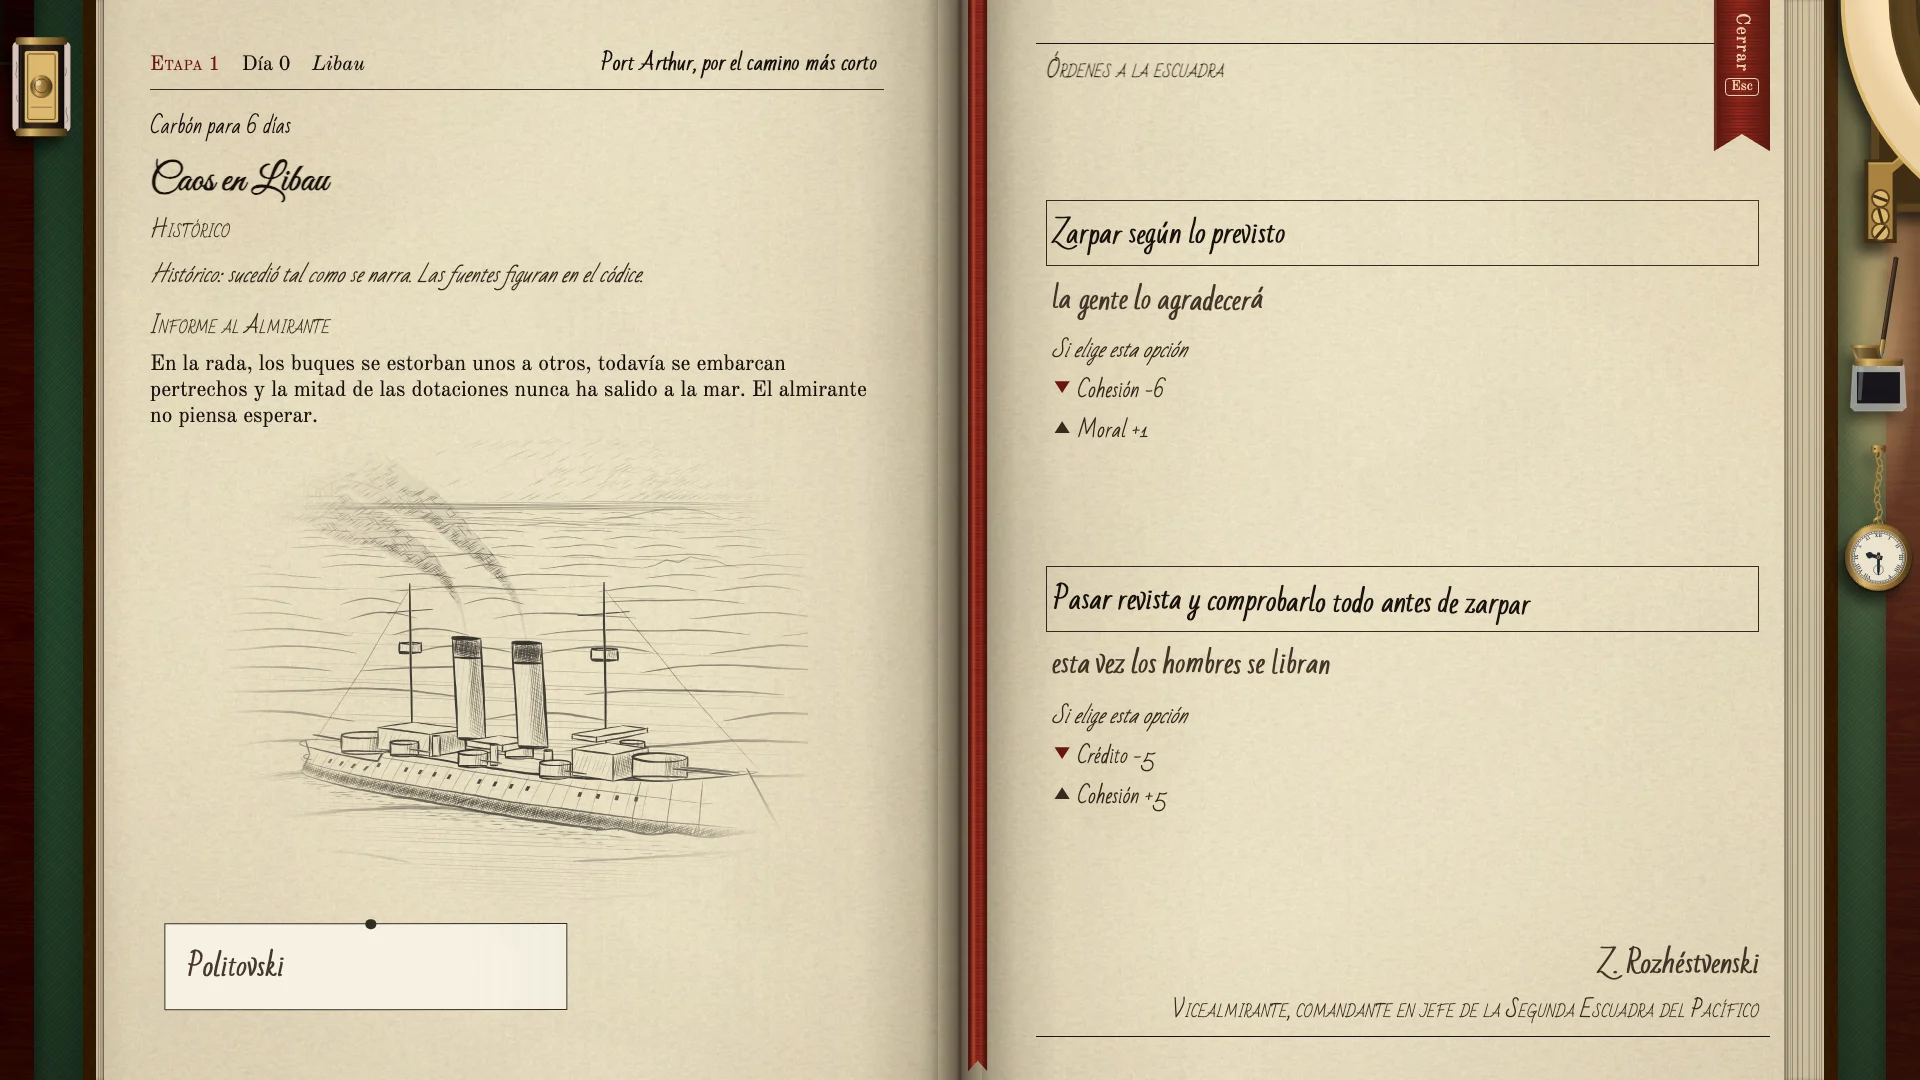 Etapa 1 Día 0 Libau Port Arthur, por el camino más corto
Carbón para 6 días
Caos en Libau
Histórico
Histórico: sucedió tal como se narra. Las fuentes figuran en el códice.
Informe al Almirante
En la rada, los buques se estorban unos a otros, todavía se embarcan
pertrechos y la mitad de las dotaciones nunca ha salido a la mar. El almirante
no piensa esperar.
Politovski
Órdenes a la escuadra
Cerrar
Esc
Zarpar según lo previsto
la gente lo agradecerá
Si elige esta opción
▼ Cohesión -6
▲ Moral +1
Pasar revista y comprobarlo todo antes de zarpar
esta vez los hombres se libran
Si elige esta opción
▼ Crédito -5
▲ Cohesión +5
Z. Rozhéstvenski
Vicealmirante, comandante en jefe de la Segunda Escuadra del Pacífico